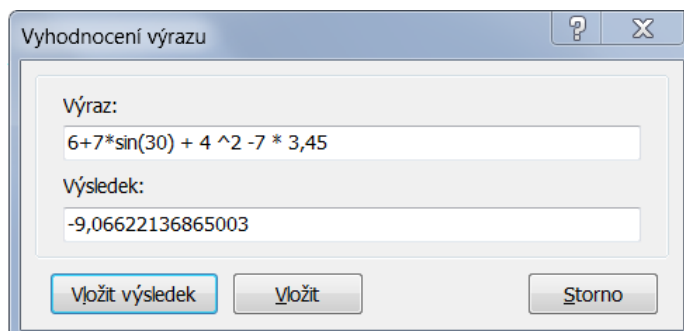 Vyhodnocení výrazu
Výraz:
6+7*sin(30) + 4 ^2 -7 * 3,45
Výsledek:
-9,06622136865003
Vložit výsledek Vložit Storno